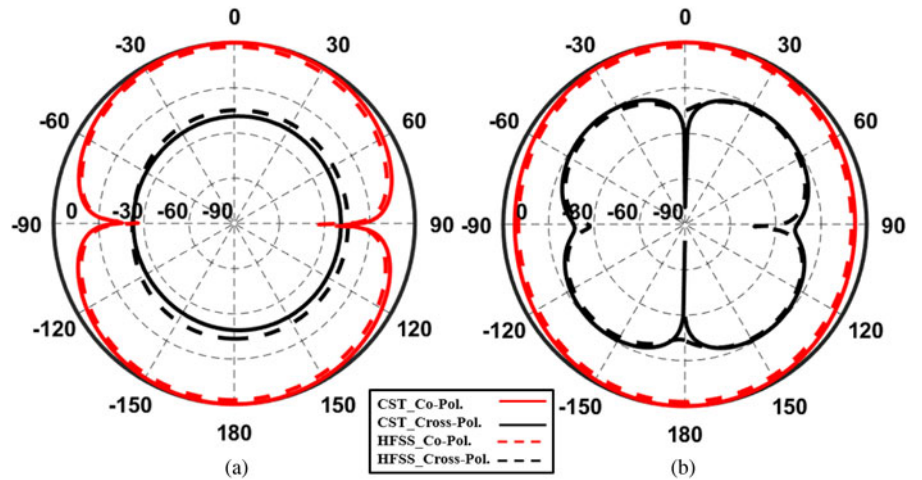 0
-30 30
-60 60
-90 0 -30 -60 -90 90
-120 120
-150 150
180
(a)
0
-30 30
-60 60
-90 0 -30 -60 -90 90
-120 120
-150 150
180
(b)
CST_Co-Pol.
CST_Cross-Pol.
HFSS_Co-Pol.
HFSS_Cross-Pol.